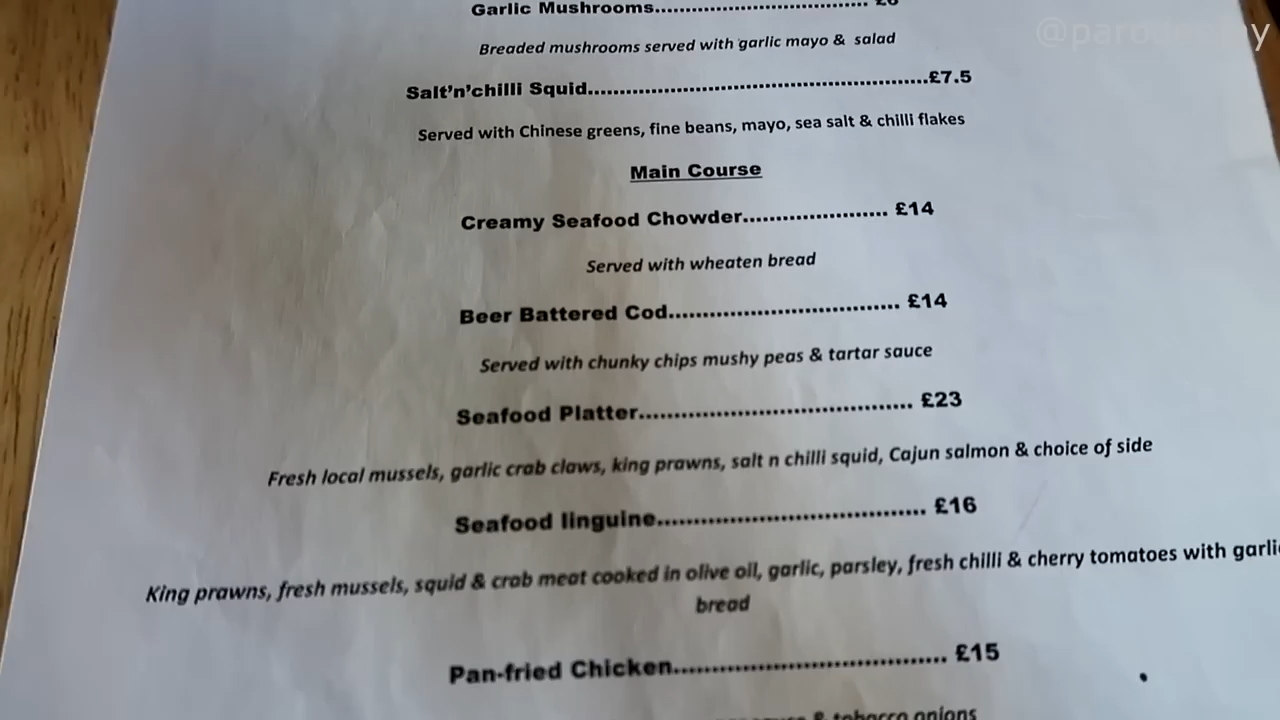 Garlic Mushrooms............................................. £6
Breaded mushrooms served with garlic mayo & salad
Salt'n'chilli Squid..........................................................£7.5
Served with Chinese greens, fine beans, mayo, sea salt & chilli flakes
Main Course
Creamy Seafood Chowder........................ £14
Served with wheaten bread
Beer Battered Cod....................................... £14
Served with chunky chips mushy peas & tartar sauce
Seafood Platter.............................................. £23
Fresh local mussels, garlic crab claws, king prawns, salt n chilli squid, Cajun salmon & choice of side
Seafood linguine............................................. £16
King prawns, fresh mussels, squid & crab meat cooked in olive oil, garlic, parsley, fresh chilli & cherry tomatoes with garlic
bread
Pan-fried Chicken.............................................. £15
& tobacco onions